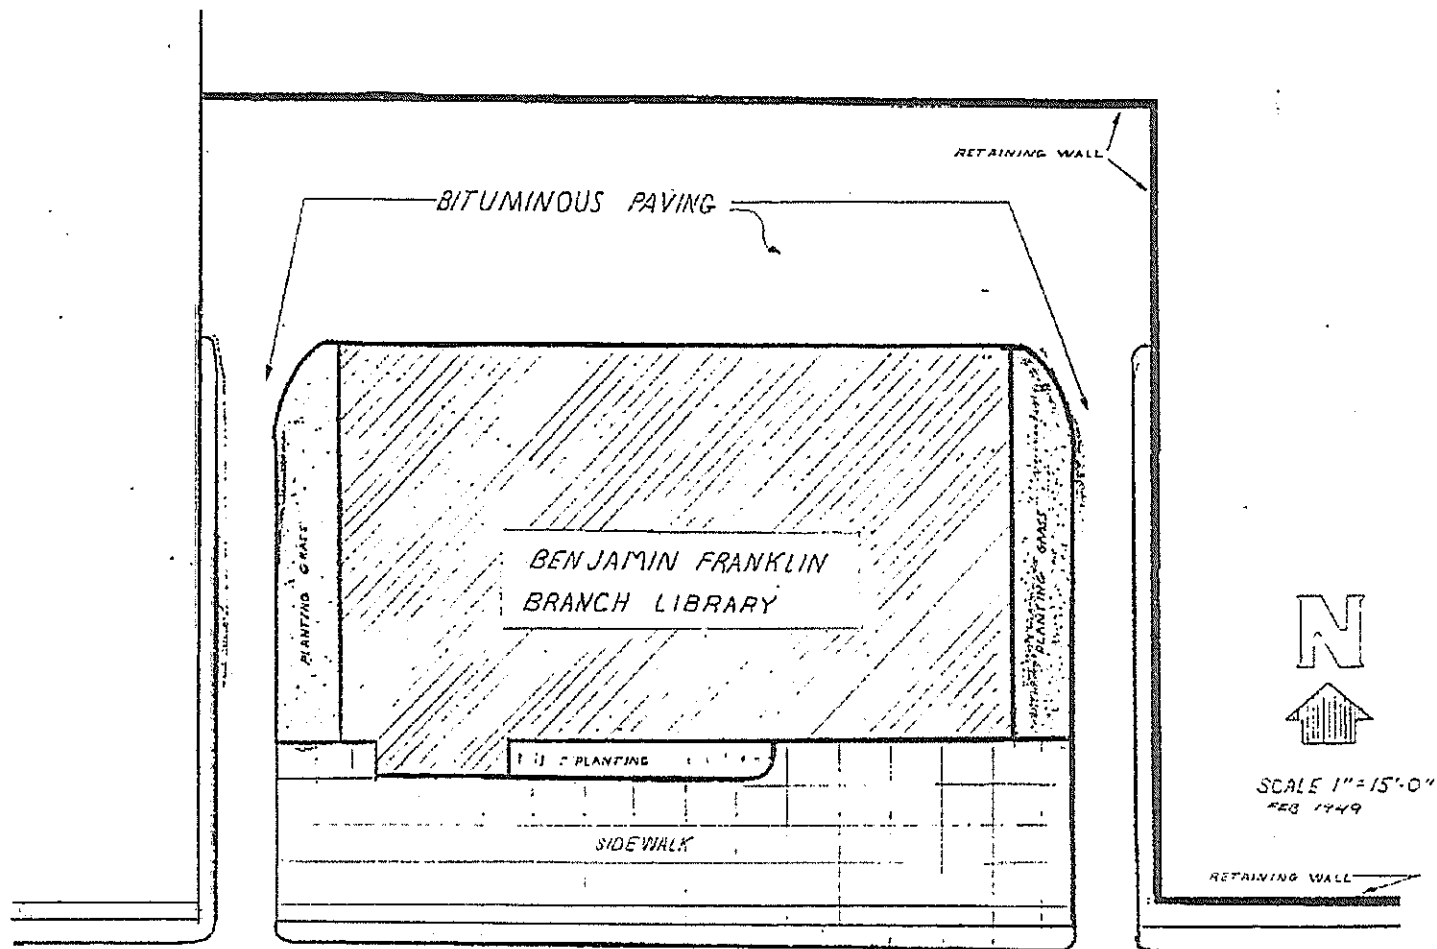 RETAINING WALL
BITUMINOUS PAVING
PLANTING GRASS
BENJAMIN FRANKLIN
BRANCH LIBRARY
PLANTING GRASS
N
PLANTING
SCALE 1"=15'-0"
FEB 1949
SIDEWALK
RETAINING WALL